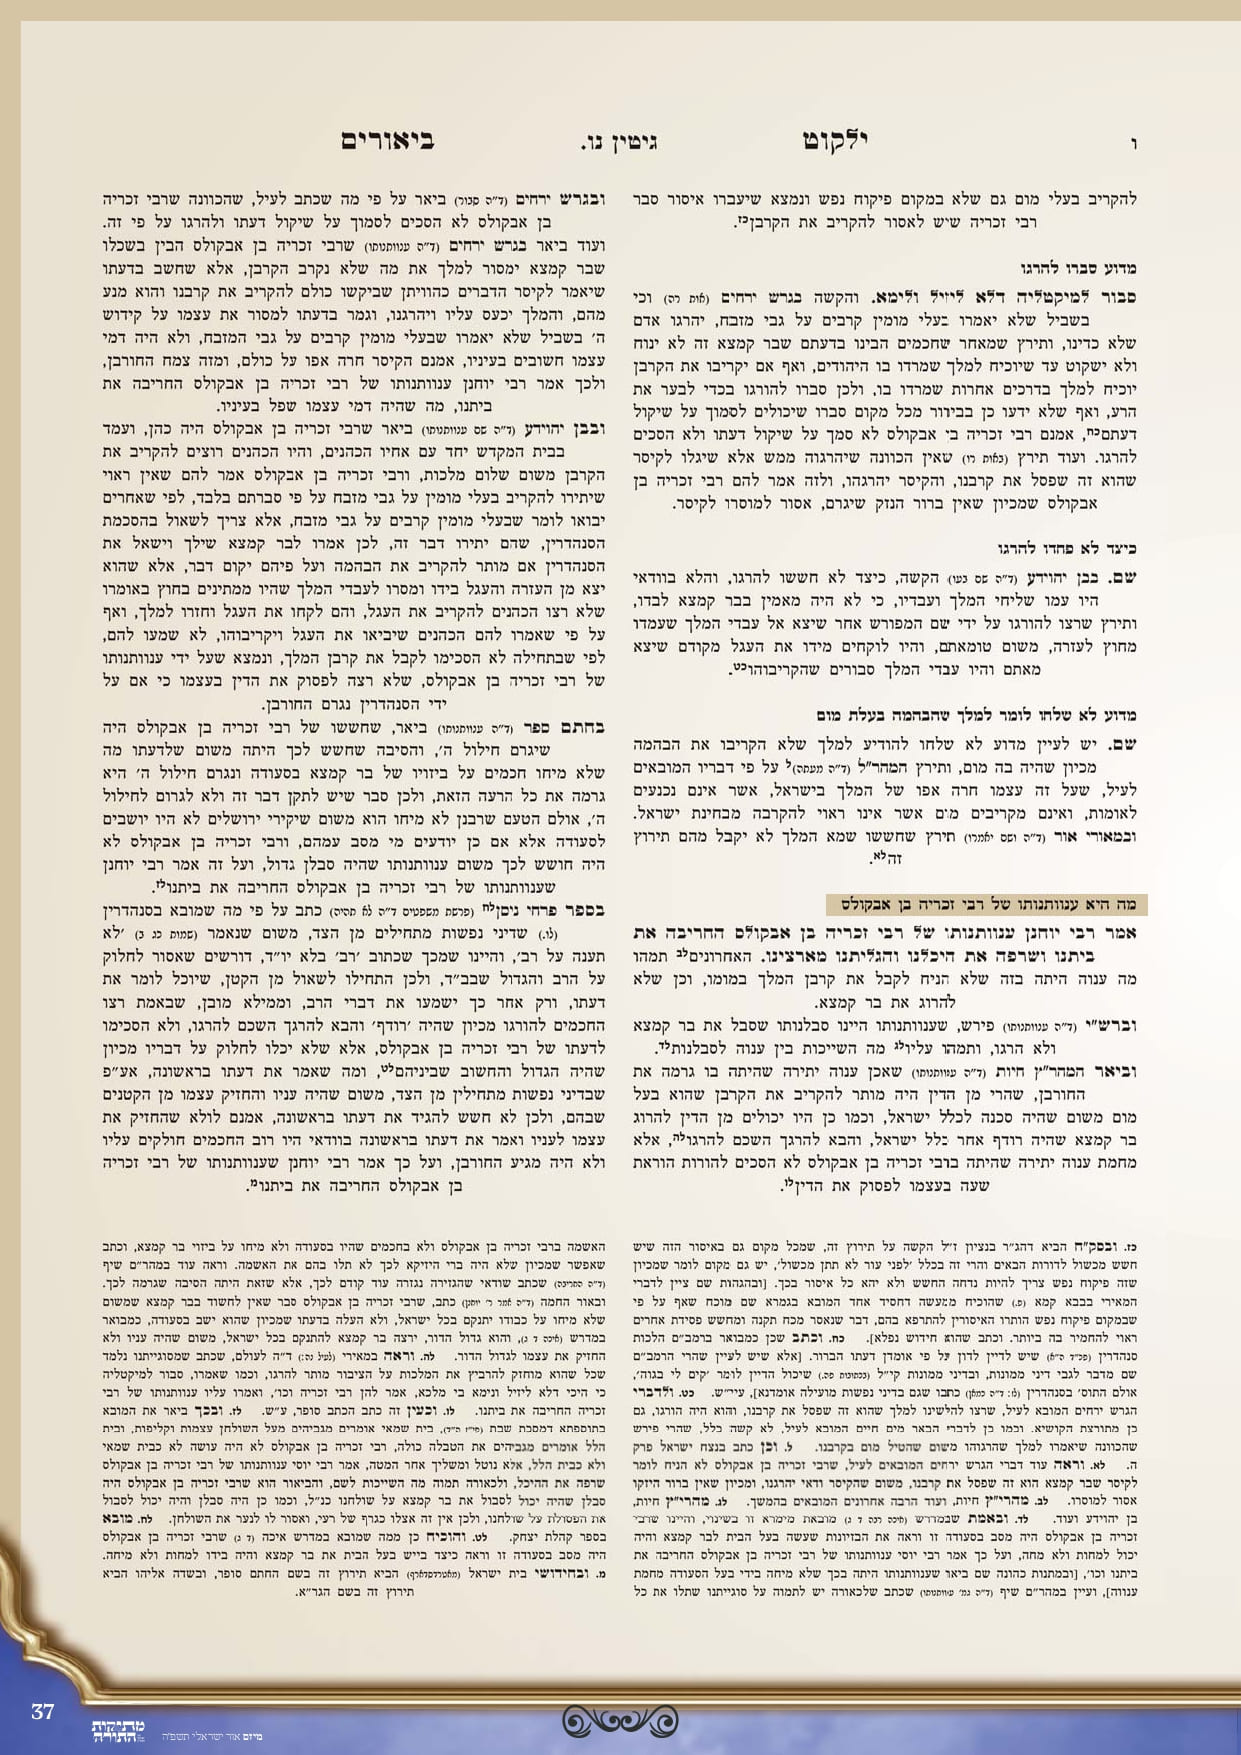 ו
ילקוט
גיטין נו.
ביאורים
להקריב בעלי מום גם שלא במקום פיקוח נפש ונמצא שיעברו איסור סבר
רבי זכריה שיש לאסור להקריב את הקרבןכז.
מדוע סברו להרגו
סבור למיקטליה דלא ליזיל ולימא. והקשה בגרש ירחים (אות רה) וכי
בשביל שלא יאמרו בעלי מומין קרבים על גבי מזבח, יהרגו אדם
שלא כדינו, ותירץ שמאחר שחכמים הבינו בדעתם שבר קמצא זה לא ינוח
ולא ישקוט עד שיוכיח למלך שמרדו בו היהודים, ואף אם יקריבו את הקרבן
יוכיח למלך בדרכים אחרות שמרדו בו, ולכן סברו להורגו בכדי לבער את
הרע, ואף שלא ידעו כן בבירור מכל מקום סברו שיכולים לסמוך על שיקול
דעתםכח, אמנם רבי זכריה בן אבקולס לא סמך על שיקול דעתו ולא הסכים
להרגו. ועוד תירץ (באות רו) שאין הכוונה שיהרגוה ממש אלא שיגלו לקיסר
שהוא זה שפסל את קרבנו, והקיסר יהרגהו, ולזה אמר להם רבי זכריה בן
אבקולס שמכיון שאין ברור הנזק שיגרם, אסור למוסרו לקיסר.
כיצד לא פחדו להרגו
שם. בבן יהוידע (ד״ה שם בעו) הקשה, כיצד לא חששו להרגו, והלא בוודאי
היו עמו שליחי המלך ועבדיו, כי לא היה מאמין בבר קמצא לבדו,
ותירץ שרצו להורגו על ידי שם המפורש אחר שיצא אל עבדי המלך שעמדו
מחוץ לעזרה, משום טומאתם, והיו לוקחים מידו את העגל מקודם שיצא
מאתם והיו עבדי המלך סבורים שהקריבוהוכט.
מדוע לא שלחו לומר למלך שהבהמה בעלת מום
שם. יש לעיין מדוע לא שלחו להודיע למלך שלא הקריבו את הבהמה
מכיון שהיה בה מום, ותירץ המהר״ל (ד״ה מעתה)ל על פי דבריו המובאים
לעיל, שעל זה עצמו חרה אפו של המלך בישראל, אשר אינם נכנעים
לאומות, ואינם מקריבים מום אשר אינו ראוי להקרבה מבחינת ישראל.
ובמאורי אור (ד״ה ושם יאמרו) תירץ שחששו שמא המלך לא יקבל מהם תירוץ
זהלא.
מה היא ענוותנותו של רבי זכריה בן אבקולס
אמר רבי יוחנן ענוותנותו של רבי זכריה בן אבקולס החריבה את
ביתנו ושרפה את היכלנו והגליתנו מארצינו. האחרוניםלב תמהו
מה ענוה היתה בזה שלא הניח לקבל את קרבן המלך במומו, וכן שלא
להרוג את בר קמצא.
וברש״י (ד״ה ענוותנותו) פירש, שענוותנותו היינו סבלנותו שסבל את בר קמצא
ולא הרגו, ותמהו עליולג מה השייכות בין ענוה לסבלנותלד.
וביאר המהר״ץ חיות (ד״ה ענוותנותו) שאכן ענוה יתירה שהיתה בו גרמה את
החורבן, שהרי מן הדין היה מותר להקריב את הקרבן שהוא בעל
מום משום שהיה סכנה לכלל ישראל, וכמו כן היו יכולים מן הדין להרוג
בר קמצא שהיה רודף אחר כלל ישראל, והבא להרגך השכם להרגולה, אלא
מחמת ענוה יתירה שהיתה ברבי זכריה בן אבקולס לא הסכים להורות הוראת
שעה בעצמו לפסוק את הדיןלו.
ובגרש ירחים (ד״ה סבור) ביאר על פי מה שכתב לעיל, שהכוונה שרבי זכריה
בן אבקולס לא הסכים לסמוך על שיקול דעתו ולהרגו על פי זה.
ועוד ביאר בגרש ירחים (ד״ה ענוותנותו) שרבי זכריה בן אבקולס הבין בשכלו
שבר קמצא ימסור למלך את מה שלא נקרב הקרבן, אלא שחשב בדעתו
שיאמר לקיסר הדברים כהוויתן שביקשו כולם להקריב את קרבנו והוא מנע
מהם, והמלך יכעס עליו ויהרגנו, וגמר בדעתו למסור את עצמו על קידוש
ה׳ בשביל שלא יאמרו שבעלי מומין קרבים על גבי המזבח, ולא היה דמי
עצמו חשובים בעיניו, אמנם הקיסר חרה אפו על כולם, ומזה צמח החורבן,
ולכך אמר רבי יוחנן ענוותנותו של רבי זכריה בן אבקולס החריבה את
ביתנו, מה שהיה דמי עצמו שפל בעיניו.
ובבן יהוידע (ד״ה שם ענוותנותו) ביאר שרבי זכריה בן אבקולס היה כהן, ועמד
בבית המקדש יחד עם אחיו הכהנים, והיו הכהנים רוצים להקריב את
הקרבן משום שלום מלכות, ורבי זכריה בן אבקולס אמר להם שאין ראוי
שיתירו להקריב בעלי מומין על גבי מזבח על פי סברתם בלבד, לפי שאחרים
יבואו לומר שבעלי מומין קרבים על גבי מזבח, אלא צריך לשאול בהסכמת
הסנהדרין, שהם יתירו דבר זה, לכן אמרו לבר קמצא שילך וישאל את
הסנהדרין אם מותר להקריב את הבהמה ועל פיהם יקום דבר, אלא שהוא
יצא מן העזרה והעגל בידו ומסרו לעבדי המלך שהיו ממתינים בחוץ באומרו
שלא רצו הכהנים להקריב את העגל, והם לקחו את העגל וחזרו למלך, ואף
על פי שאמרו להם הכהנים שיביאו את העגל ויקריבוהו, לא שמעו להם,
לפי שבתחילה לא הסכימו לקבל את קרבן המלך, ונמצא שעל ידי ענוותנותו
של רבי זכריה בן אבקולס, שלא רצה לפסוק את הדין בעצמו כי אם על
ידי הסנהדרין נגרם החורבן.
בחתם ספר (ד״ה ענוותנותו) ביאר, שחששו של רבי זכריה בן אבקולס היה
שיגרם חילול ה׳, והסיבה שחשש לכך היתה משום שלדעתו מה
שלא מיחו חכמים על ביזויו של בר קמצא בסעודה ונגרם חילול ה׳ היא
גרמה את כל הרעה הזאת, ולכן סבר שיש לתקן דבר זה ולא לגרום לחילול
ה׳, אולם הטעם שרבנן לא מיחו הוא משום שיקירי ירושלים לא היו יושבים
לסעודה אלא אם כן יודעים מי מסב עמהם, ורבי זכריה בן אבקולס לא
היה חושש לכך משום ענוותנותו שהיה סבלן גדול, ועל זה אמר רבי יוחנן
שענוותנותו של רבי זכריה בן אבקולס החריבה את ביתנולז.
בספר פרחי ניסןלח (פרשת משפטים ד״ה לא תהיה) כתב על פי מה שמובא בסנהדרין
(לו.) שדיני נפשות מתחילים מן הצד, משום שנאמר (שמות כג ב) ׳לא
תענה על רב׳, והיינו שמכך שכתוב ׳רב׳ בלא יו״ד, דורשים שאסור לחלוק
על הרב והגדול שבב״ד, ולכן התחילו לשאול מן הקטן, שיוכל לומר את
דעתו, ורק אחר כך ישמעו את דברי הרב, וממילא מובן, שבאמת רצו
החכמים להורגו מכיון שהיה ׳רודף׳ והבא להרגך השכם להרגו, ולא הסכימו
לדעתו של רבי זכריה בן אבקולס, אלא שלא יכלו לחלוק על דבריו מכיון
שהיה הגדול והחשוב שביניהםלט, ומה שאמר את דעתו בראשונה, אע״פ
שבדיני נפשות מתחילין מן הצד, משום שהיה עניו והחזיק עצמו מן הקטנים
שבהם, ולכן לא חשש להגיד את דעתו בראשונה, אמנם לולא שהחזיק את
עצמו לעניו ואמר את דעתו בראשונה בוודאי היו רוב החכמים חולקים עליו
ולא היה מגיע החורבן, ועל כך אמר רבי יוחנן שענוותנותו של רבי זכריה
בן אבקולס החריבה את ביתנומ.
כז. ובסק״ח הביא דהג״ר בנציון ז״ל הקשה על תירוץ זה, שמכל מקום גם באיסור הזה שיש
חשש מכשול לדורות הבאים והרי זה בכלל ׳לפני עור לא תתן מכשול׳, יש גם מקום לומר שמכיון
שזה פיקוח נפש צריך להיות נדחה החשש ולא יהא כל איסור בכך. [ובהגהות שם ציין לדברי
המאירי בבבא קמא (פ.) שהוכיח ממעשה דחסיד אחד המובא בגמרא שם מוכח שאף על פי
שבמקום פיקוח נפש הותרו האיסורין להתרפא בהם, דבר שנאסר מכח תקנה ומחשש פסידת אחרים
ראוי להחמיר בה ביותר. וכתב שהוא חידוש נפלא]. כח. וכתב שכן כמבואר ברמב״ם הלכות
סנהדרין (פכ״ד ה״א) שיש לדיין לדון על פי אומדן דעתו הברור. [אלא שיש לעיין שהרי הרמב״ם
שם מדבר לגבי דיני ממונות, ובדיני ממונות קי״ל (בכתובות פה.) שיכול הדיין לומר ׳קים לי בגוה׳,
אולם התוס׳ בסנהדרין (לז: ד״ה כמאן) כתבו שגם בדיני נפשות מועילה אומדנא], עיי״ש. כט. ולדברי
הגרש ירחים המובא לעיל, שרצו להלשינו למלך שהוא זה שפסל את קרבנו, והוא היה הורגו, גם
כן מתורצת הקושיא. וכמו כן לדברי הבאר מים חיים המובא לעיל, לא קשה כלל, שהרי פירש
שהכוונה שיאמרו למלך שהרגוהו משום שהטיל מום בקרבנו. ל. וכן כתב בנצח ישראל פרק
ה. לא. וראה עוד דברי הגרש ירחים המובאים לעיל, שרבי זכריה בן אבקולס לא הניח לומר
לקיסר שבר קמצא הוא זה שפסל את קרבנו, משום שהקיסר ודאי יהרגנו, ומכיון שאין ברור היזקו
אסור למוסרו. לב. מהרי״ץ חיות, ועוד הרבה אחרונים המובאים בהמשך. לג. מהרי״ץ חיות,
בן יהוידע ועוד. לד. ובאמת שבמדרש (איכה רבה ד ג) מובאת מימרא זו בשינוי, והיינו שרבי
זכריה בן אבקולס היה מסב בסעודה זו וראה את הבזיונות שעשה בעל הבית לבר קמצא והיה
יכול למחות ולא מחה, ועל כך אמר רבי יוסי ענוותנותו של רבי זכריה בן אבקולס החריבה את
ביתנו וכו׳, [ובמתנות כהונה שם ביאר שענוותנותו היתה בכך שלא מיחה בידי בעל הסעודה מחמת
ענווה], ועיין במהר״ם שיף (ד״ה גמ׳ ענוותנותו) שכתב שלכאורה יש לתמוה על סוגייתנו שתלו את כל
האשמה ברבי זכריה בן אבקולס ולא בחכמים שהיו בסעודה ולא מיחו על ביזוי בר קמצא, וכתב
שאפשר שמכיון שלא היה ברי היזיקא לכך לא תלו בהם את האשמה. וראה עוד במהר״ם שיף
(ד״ה החריבה) שכתב שודאי שהגזירה נגזרה עוד קודם לכך, אלא שזאת היתה הסיבה שגרמה לכך.
ובאור החמה (ד״ה אמר ר׳ יוחנן) כתב, שרבי זכריה בן אבקולס סבר שאין לחשוד בבר קמצא שמשום
שלא מיחו על כבודו יתנקם בכל ישראל, ולא העלה בדעתו שמכיון שהוא ישב בסעודה, כמבואר
במדרש (איכה ד ג), והוא גדול הדור, ירצה בר קמצא להתנקם בכל ישראל, משום שהיה עניו ולא
החזיק את עצמו לגדול הדור. לה. וראה במאירי (לעיל נה:) ד״ה לעולם, שכתב שמסוגייתנו נלמד
שכל שהוא מוחזק להרביץ את המלכות על הציבור מותר להרגו, וכמו שאמרו, סבור למיקטליה
כי היכי דלא ליזיל ונימא בי מלכא, אמר להן רבי זכריה וכו׳, ואמרו עליו ענוותנותו של רבי
זכריה החריבה את ביתנו. לו. וכעין זה כתב הכתב סופר, ע״ש. לז. ובכך ביאר את המובא
בתוספתא דמסכת שבת (פי״ז ה״ד), בית שמאי אומרים מגביהים מעל השולחן עצמות וקליפות, ובית
הלל אומרים מגביהים את הטבלה כולה, רבי זכריה בן אבקולס לא היה עושה לא כבית שמאי
ולא כבית הלל, אלא נוטל ומשליך אחר המטה, אמר רבי יוסי ענוותנותו של רבי זכריה בן אבקולס
שרפה את ההיכל, ולכאורה תמוה מה השייכות לשם, והביאור הוא שרבי זכריה בן אבקולס היה
סבלן שהיה יכול לסבול את בר קמצא על שולחנו כנ״ל, וכמו כן היה סבלן והיה יכול לסבול
את הפסולת על שולחנו, ולכן אין זה אצלו כגרף של רעי, ואסור לו לנער את השולחן. לח. מובא
בספר קהלת יצחק. לט. והוכיח כן ממה שמובא במדרש איכה (ד ג) שרבי זכריה בן אבקולס
היה מסב בסעודה זו וראה כיצד בייש בעל הבית את בר קמצא והיה בידו למחות ולא מיחה.
מ. ובחידושי בית ישראל (מאטרסדארף) הביא תירוץ זה בשם החתם סופר, ובשדה אליהו הביא
תירוץ זה בשם הגר״א.
37
מתיקות
התורה
מיזם אור ישראלי תשפ״ה